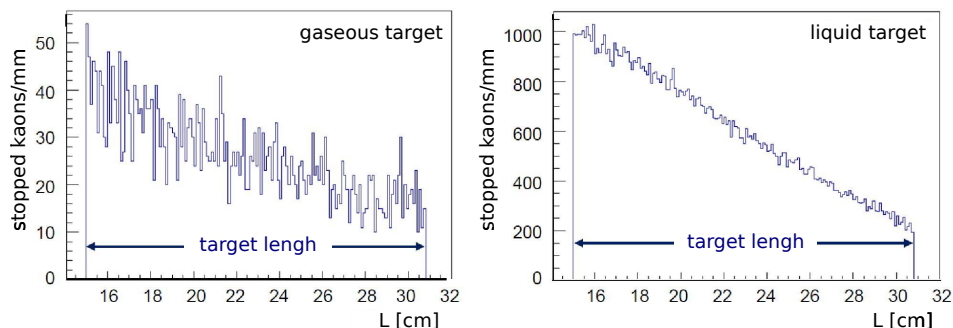 gaseous target
stopped kaons/mm
50
40
30
20
10
0
target lengh
16 18 20 22 24 26 28 30 32
L [cm]
liquid target
stopped kaons/mm
1000
800
600
400
200
0
target lengh
16 18 20 22 24 26 28 30 32
L [cm]